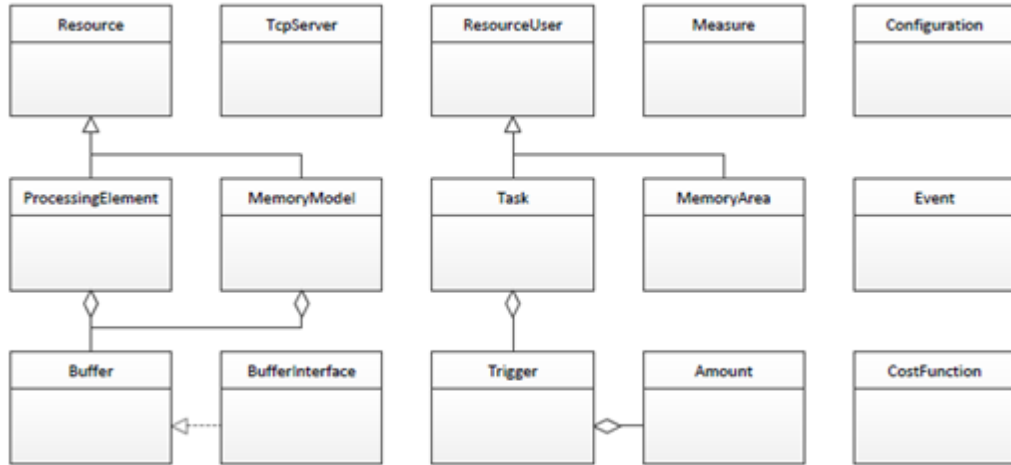 Resource
TcpServer
ResourceUser
Measure
Configuration
ProcessingElement
MemoryModel
Task
MemoryArea
Event
Buffer
BufferInterface
Trigger
Amount
CostFunction